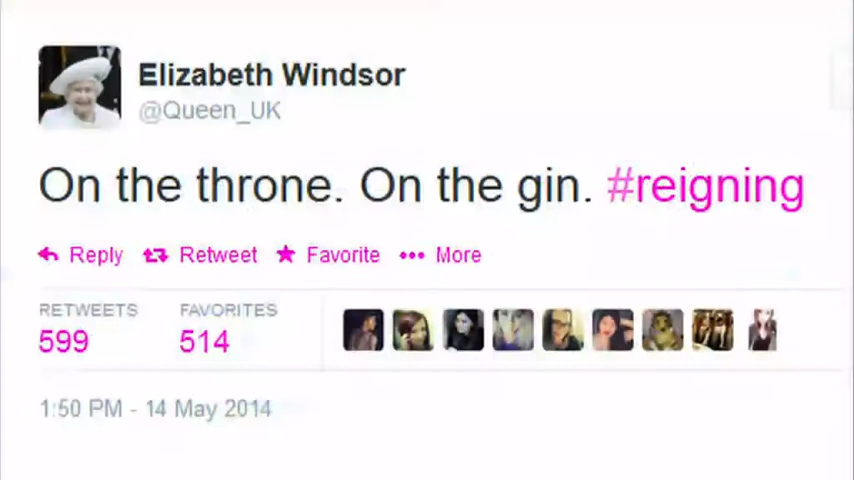 Elizabeth Windsor
@Queen_UK
On the throne. On the gin. #reigning
Reply Retweet Favorite More
RETWEETS FAVORITES
599 514
1:50 PM - 14 May 2014